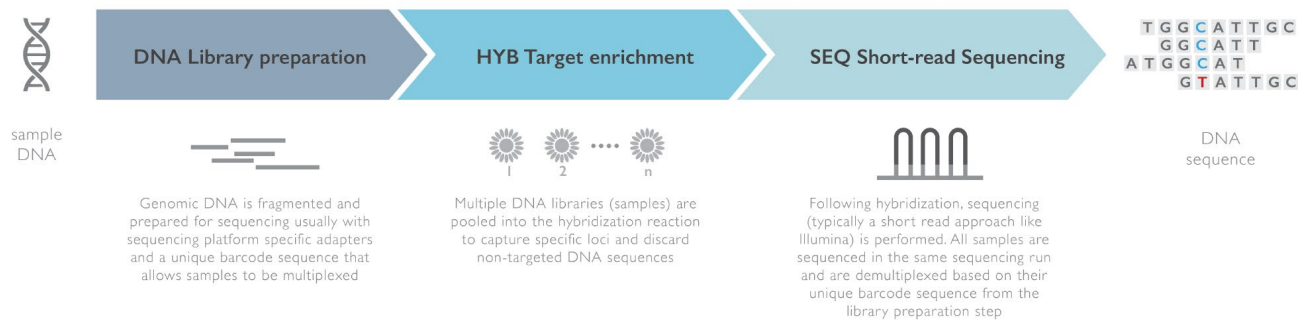 DNA Library preparation
HYB Target enrichment
SEQ Short-read Sequencing
T G G C A T T G C
G G C A T T
A T G G C A T
G T A T T G C
sample
DNA
1 2 n
DNA
sequence
Genomic DNA is fragmented and
prepared for sequencing usually with
sequencing platform specific adapters
and a unique barcode sequence that
allows samples to be multiplexed
Multiple DNA libraries (samples) are
pooled into the hybridization reaction
to capture specific loci and discard
non-targeted DNA sequences
Following hybridization, sequencing
(typically a short read approach like
Illumina) is performed. All samples are
sequenced in the same sequencing run
and are demultiplexed based on their
unique barcode sequence from the
library preparation step